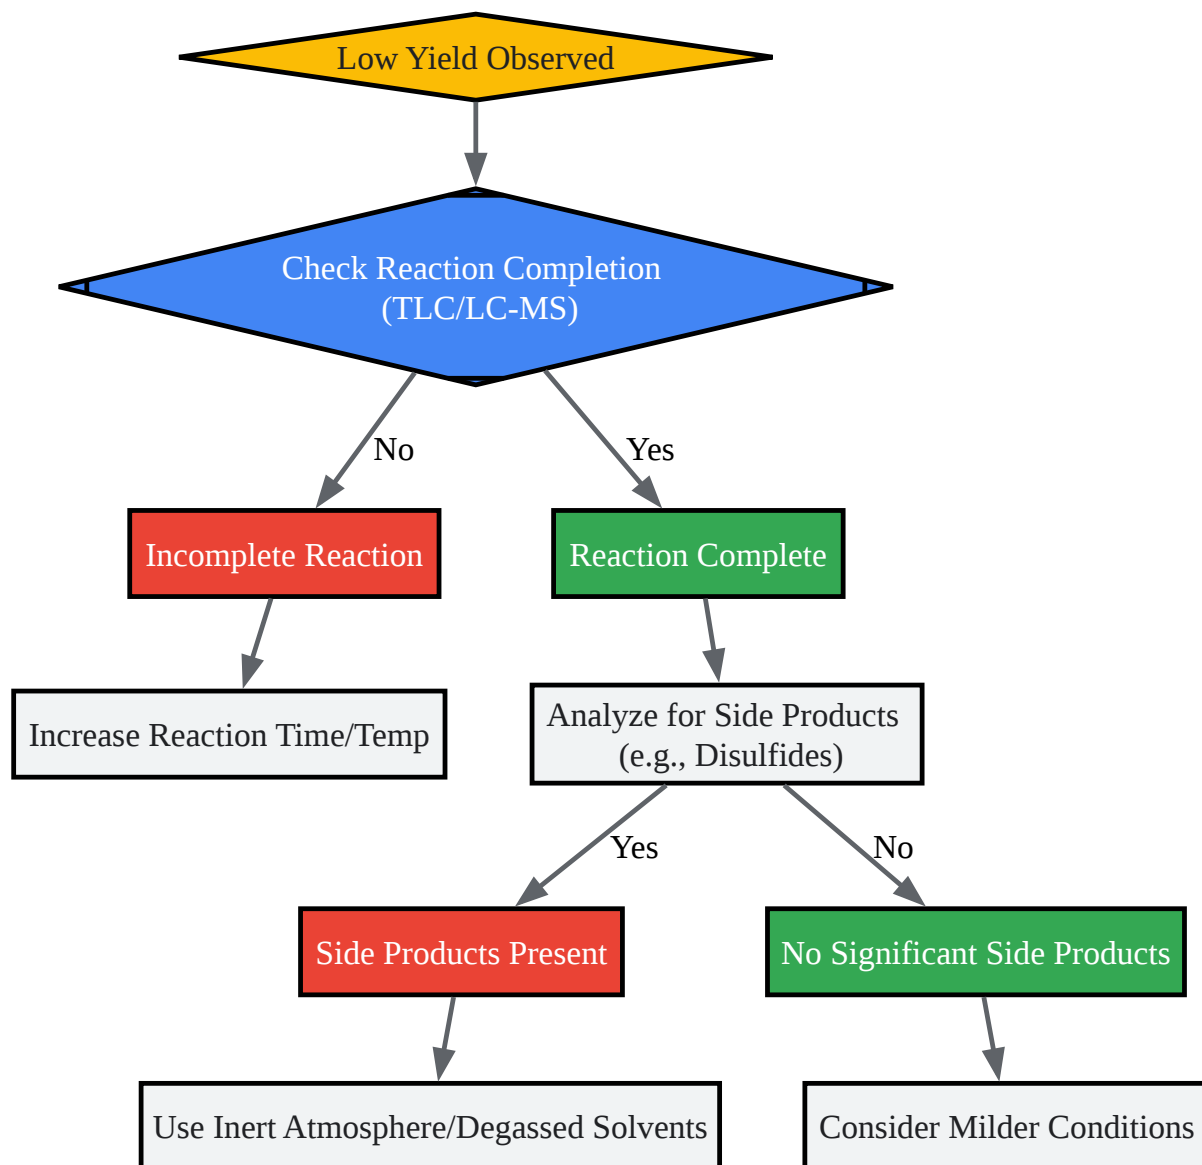 Low Yield Observed
Check Reaction Completion
(TLC/LC-MS)
No
Yes
Incomplete Reaction
Reaction Complete
Increase Reaction Time/Temp
Analyze for Side Products
(e.g., Disulfides)
Yes
No
Side Products Present
No Significant Side Products
Use Inert Atmosphere/Degassed Solvents
Consider Milder Conditions